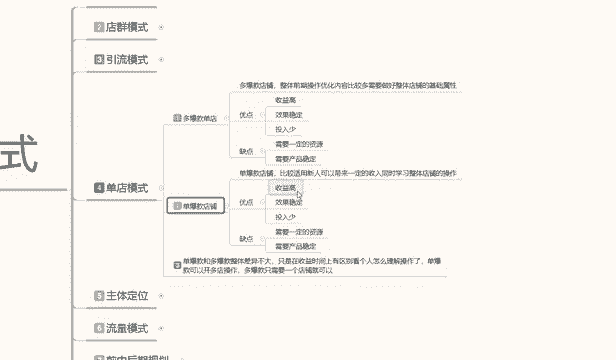 式
2 店群模式
3 引流模式
4 单店模式
1 多爆款单店
多爆款店铺，整体前期操作优化内容比较多需要做好整体店铺的基础属性
优点
收益高
效果稳定
投入少
缺点
需要一定的资源
需要产品稳定
单爆款店铺
单爆款店铺，比较适用新人可以带来一定的收入同时学习整体店铺的操作
优点
收益高
效果稳定
投入少
缺点
需要一定的资源
需要产品稳定
3 单爆款和多爆款整体差异不大，只是在收益时间上有区别看个人怎么理解操作了，单爆
款可以开多店操作，多爆款只需要一个店铺就可以
5 主体定位
6 流量模式
7 前中后期规划